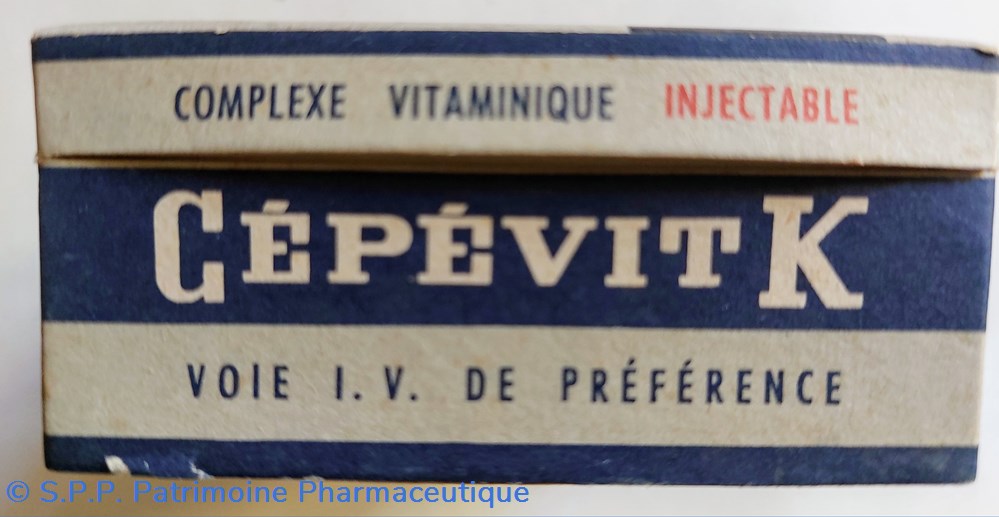 COMPLEXE VITAMINIQUE INJECTABLE
CÉPÉVIT K
VOIE I.V. DE PRÉFÉRENCE
© S.P.P. Patrimoine Pharmaceutique